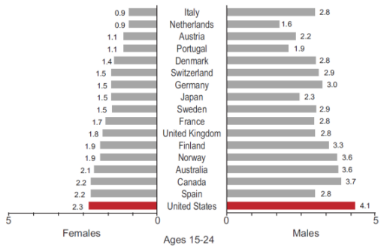 0.9 Italy 2.8
0.9 Netherlands 1.6
1.1 Austria 2.2
1.1 Portugal 1.9
1.4 Denmark 2.8
1.5 Switzerland 2.9
1.5 Germany 3.0
1.5 Japan 2.3
1.5 Sweden 2.9
1.7 France 2.8
1.8 United Kingdom 2.8
1.9 Finland 3.3
1.9 Norway 3.6
2.1 Australia 3.6
2.2 Canada 3.7
2.2 Spain 2.8
2.3 United States 4.1
5 0 0 5
Females Males
Ages 15-24